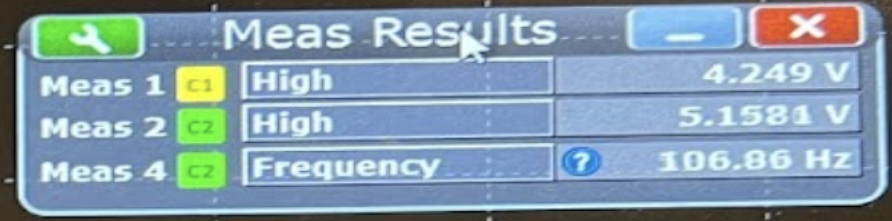 Meas Results
Meas 1 C1 High 4.249 V
Meas 2 C2 High 5.1581 V
Meas 4 C2 Frequency ? 106.86 Hz